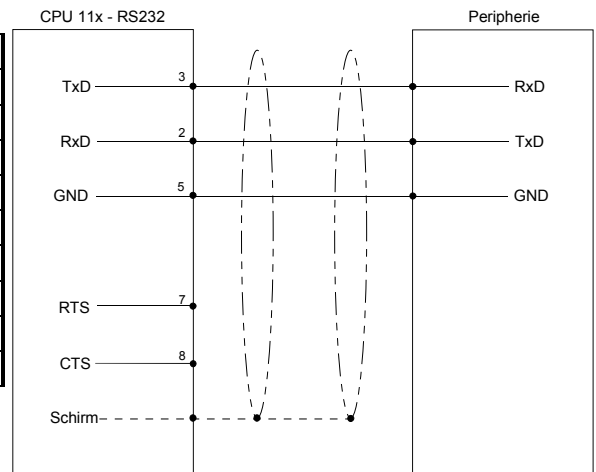 CPU 11x - RS232 Peripherie
TxD 3 RxD
RxD 2 TxD
GND 5 GND
RTS 7
CTS 8
Schirm